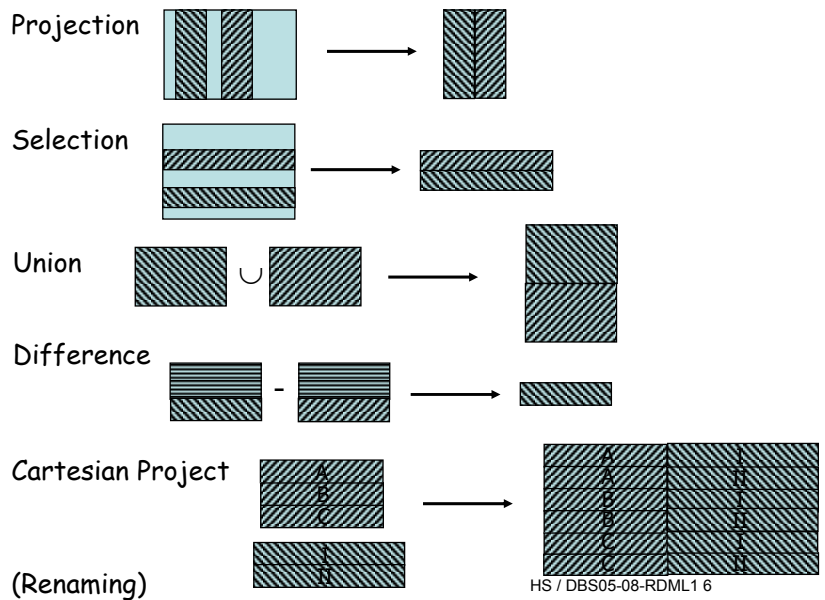 Projection
Selection
Union
∪
Difference
-
Cartesian Project
A
B
C
I
II
A I
A II
B I
B II
C I
C II
(Renaming)
HS / DBS05-08-RDML1 6